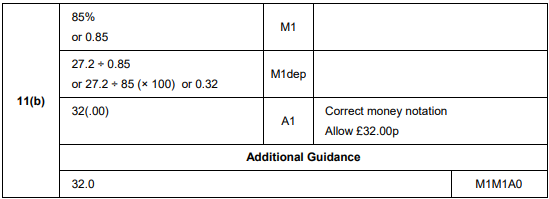 11(b)
85%
or 0.85
M1
27.2 ÷ 0.85
or 27.2 ÷ 85 (× 100)  or 0.32
M1dep
32(.00)
A1
Correct money notation
Allow £32.00p
Additional Guidance
32.0
M1M1A0